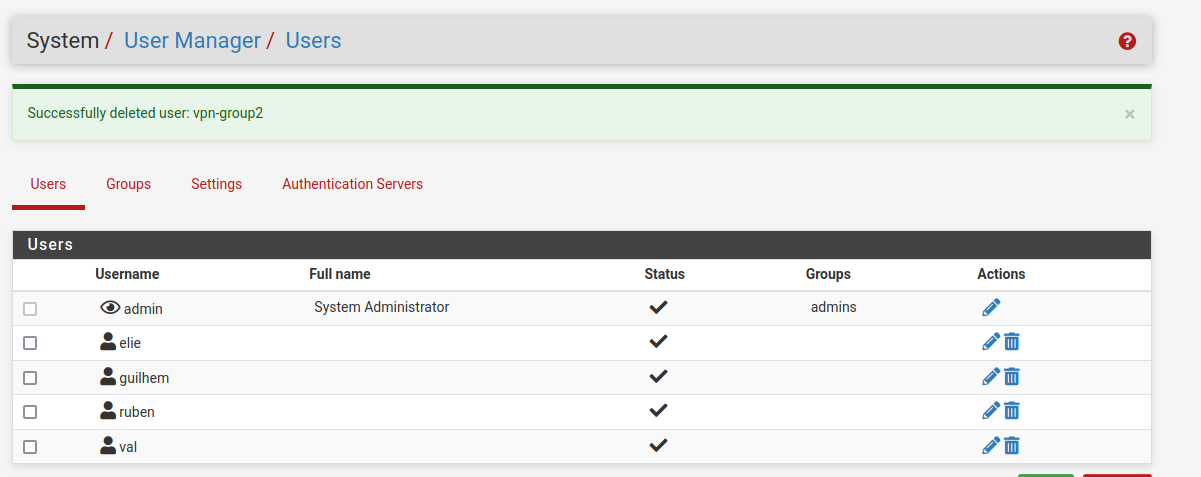 System / User Manager / Users
Successfully deleted user: vpn-group2 ×
Users Groups Settings Authentication Servers
Users
Username Full name Status Groups Actions
admin System Administrator admins
elie
guilhem
ruben
val